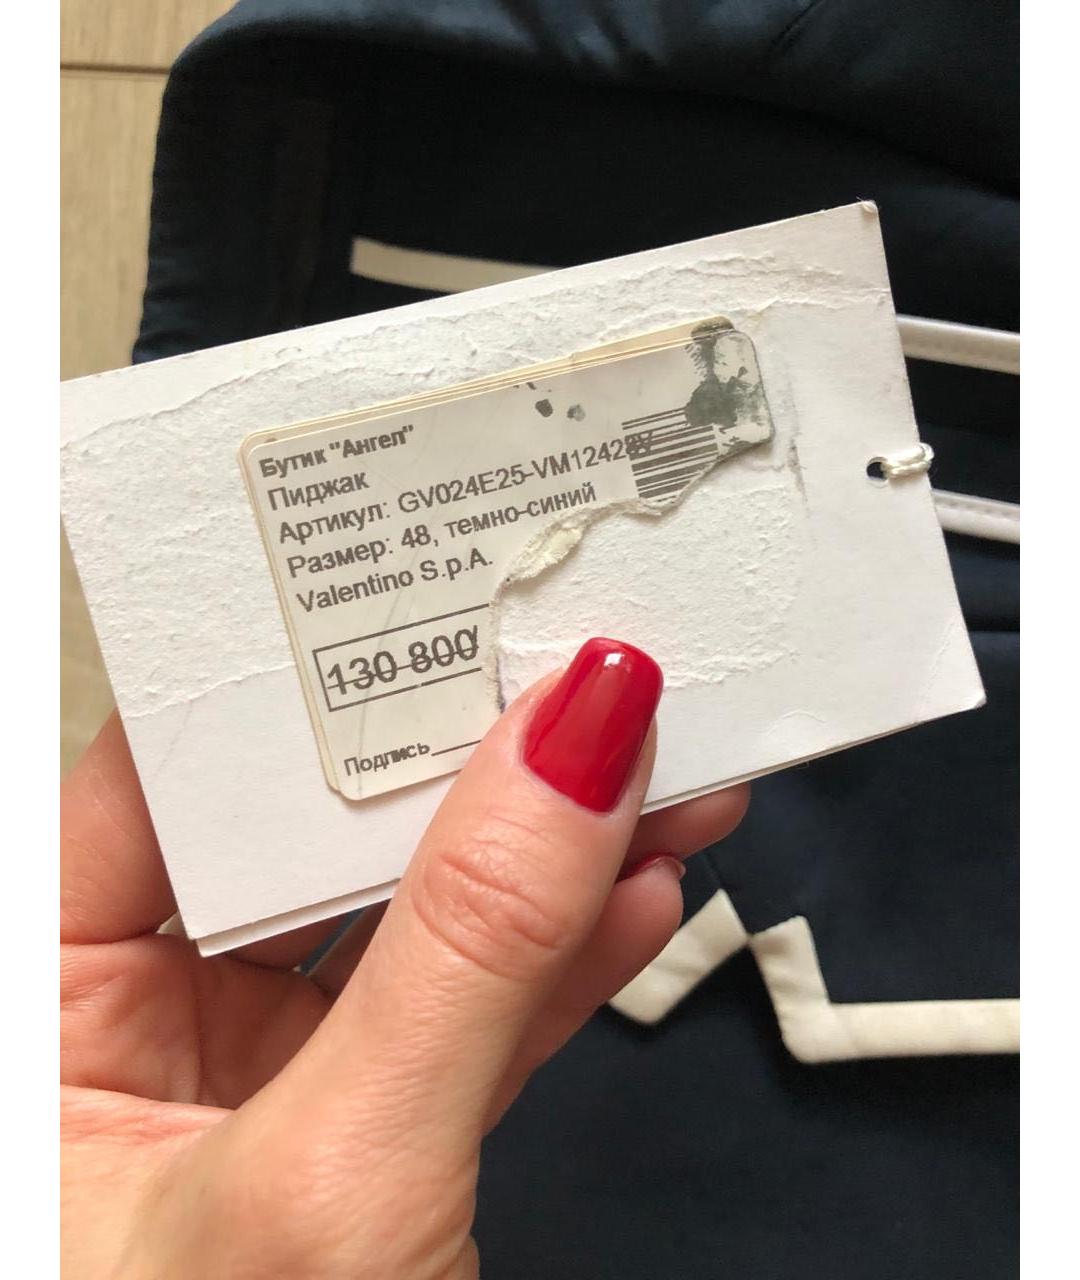 Бутик "Ангел"
Пиджак
Артикул: GV024E25-VM12428V
Размер: 48, темно-синий
Valentino S.p.A.
130 800
Подпись